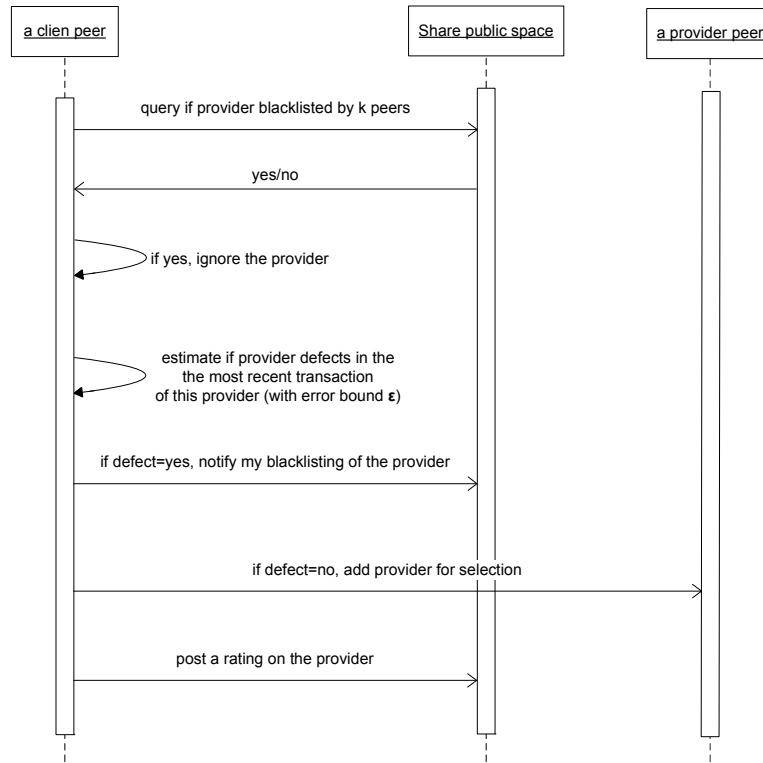 a clien peer
Share public space
a provider peer
query if provider blacklisted by k peers
yes/no
if yes, ignore the provider
estimate if provider defects in the
the most recent transaction
of this provider (with error bound ε)
if defect=yes, notify my blacklisting of the provider
if defect=no, add provider for selection
post a rating on the provider